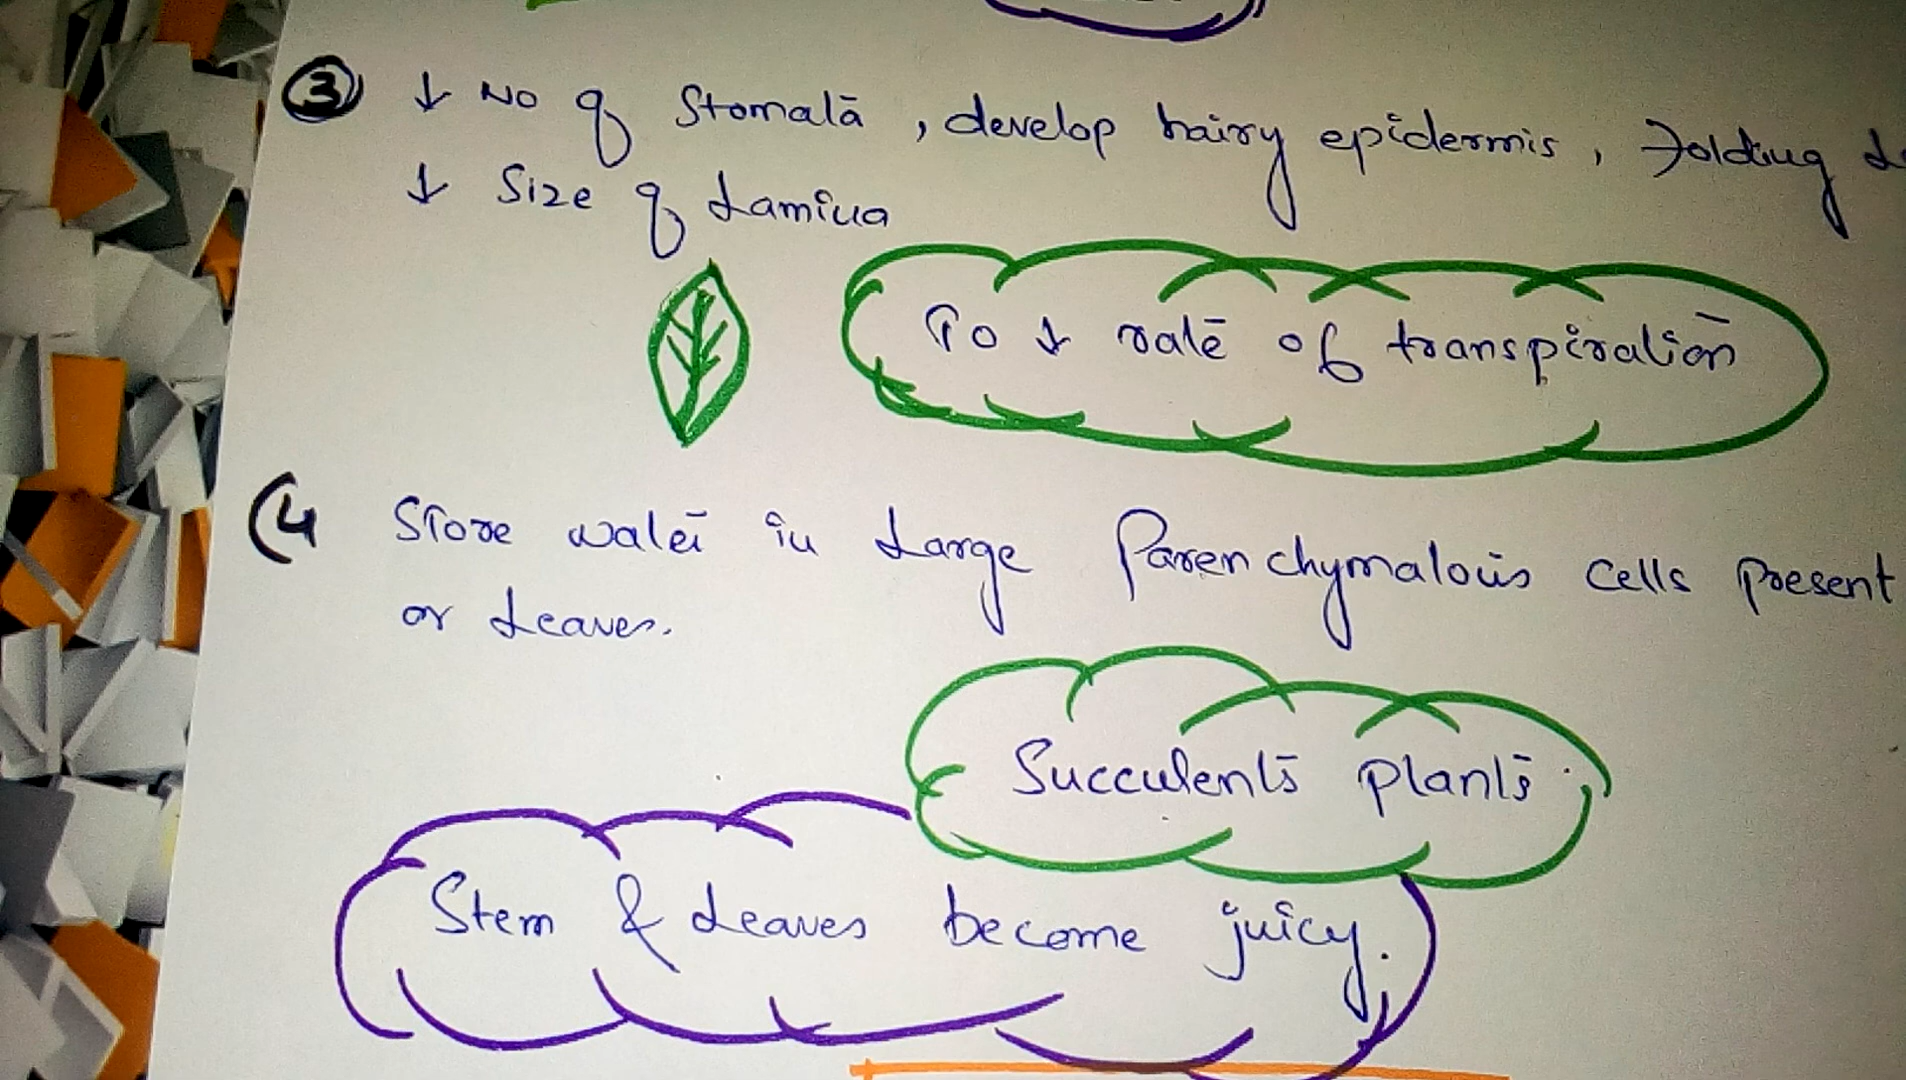 ③ ↓ No of Stomata, develop hairy epidermis, Folding
↓ Size of Lamina
To ↓ rate of transpiration
(4 Store water in Large Parenchymatous cells present
or Leaves.
Succulents plants
Stem & Leaves become juicy.